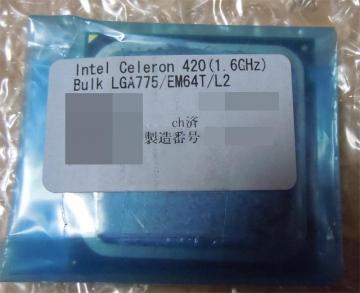 Intel Celeron 420(1.6GHz)
Bulk LGA775/EM64T/L2
ch済
製造番号